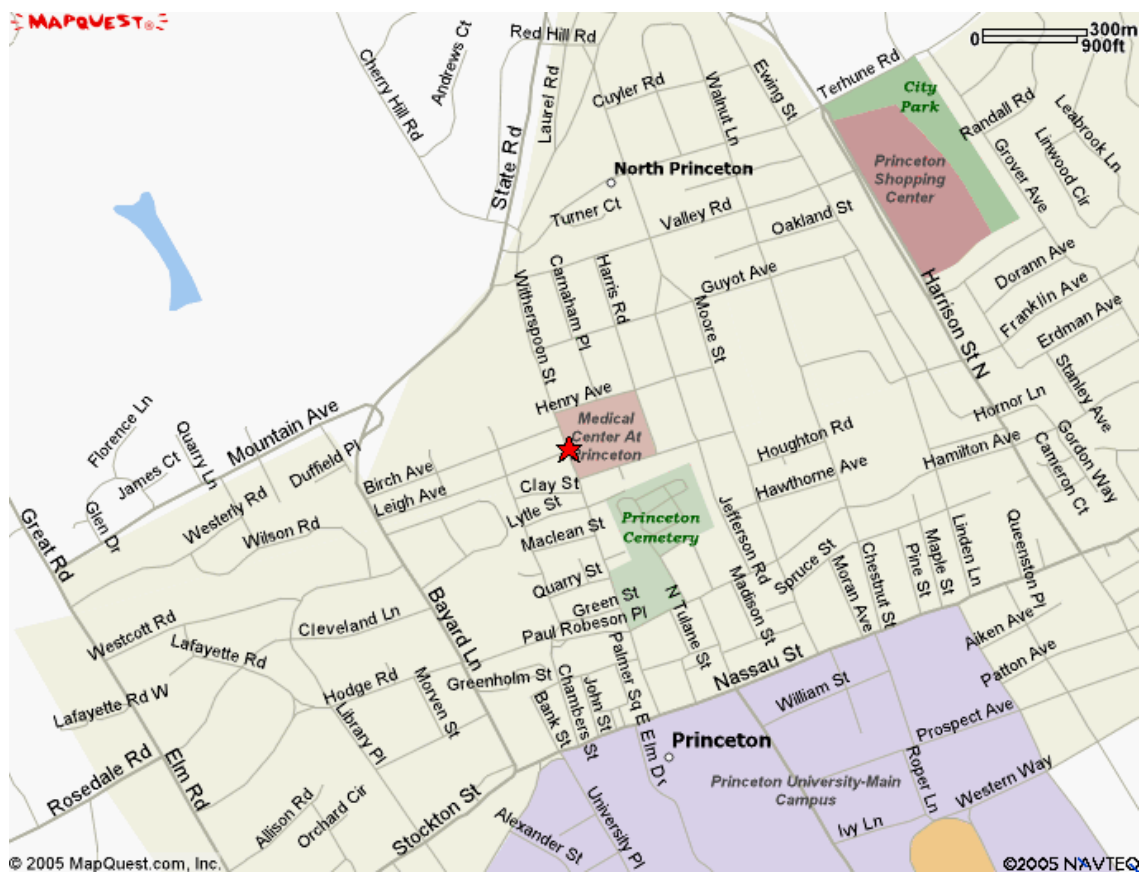 MAPQUEST®
Red Hill Rd
0 300m
900ft
Cherry Hill Rd
Andrews Ct
State Rd
Laurel Rd
Cuyler Rd
Walnut Ln
Ewing St
Terhune Rd
City
Park
Randall Rd
Leabrook Ln
Linwood Cir
Grover Ave
Princeton
Shopping
Center
North Princeton
Turner Ct
Valley Rd
Oakland St
Witherspoon St
Carnaham Pl
Harris Rd
Guyot Ave
Moore St
Harrison St N
Dorann Ave
Franklin Ave
Erdman Ave
Stanley Ave
Henry Ave
Medical
Center At
Princeton
Hornor Ln
Houghton Rd
Hamilton Ave
Gordon Way
Cameron Ct
Hawthorne Ave
Florence Ln
James Ct
Quarry Ln
Mountain Ave
Duffield Pl
Westerly Rd
Wilson Rd
Glen Dr
Great Rd
Birch Ave
Leigh Ave
Clay St
Lytle St
Maclean St
Princeton
Cemetery
Jefferson Rd
Quarry St
Green St
Paul Robeson Pl
N Tulane St
Madison St
Spruce St
Moran Ave
Chestnut St
Pine St
Maple St
Linden Ln
Queenston Pl
Westcott Rd
Cleveland Ln
Bayard Ln
Lafayette Rd
Lafayette Rd W
Hodge Rd
Morven St
Greenholm St
Library Pl
Bank St
Chambers St
John St
Palmer Sq E
Elm Dr
Nassau St
William St
Aiken Ave
Patton Ave
Prospect Ave
Princeton
Princeton University-Main
Campus
Roper Ln
Western Way
Ivy Ln
Rosedale Rd
Elm Rd
Allison Rd
Orchard Cir
Stockton St
Alexander St
University Pl
© 2005 MapQuest.com, Inc.
©2005 NAVTEQ